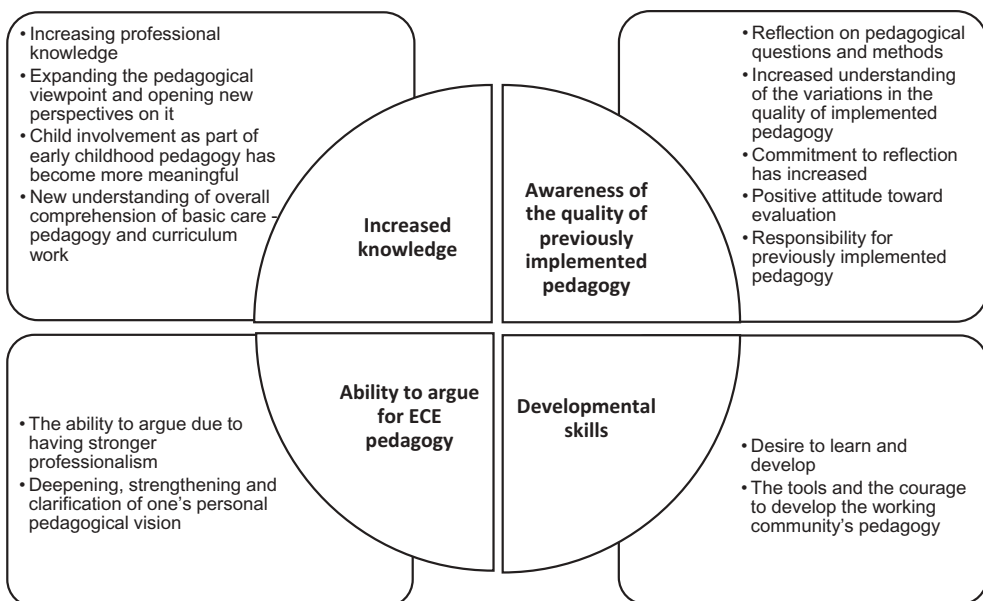 • Increasing professional
knowledge
• Expanding the pedagogical
viewpoint and opening new
perspectives on it
• Child involvement as part of
early childhood pedagogy has
become more meaningful
• New understanding of overall
comprehension of basic care -
pedagogy and curriculum
work
Increased
knowledge
Awareness of
the quality of
previously
implemented
pedagogy
• Reflection on pedagogical
questions and methods
• Increased understanding
of the variations in the
quality of implemented
pedagogy
• Commitment to reflection
has increased
• Positive attitude toward
evaluation
• Responsibility for
previously implemented
pedagogy
• The ability to argue due to
having stronger
professionalism
• Deepening, strengthening and
clarification of one's personal
pedagogical vision
Ability to argue
for ECE
pedagogy
Developmental
skills
• Desire to learn and
develop
• The tools and the courage
to develop the working
community's pedagogy